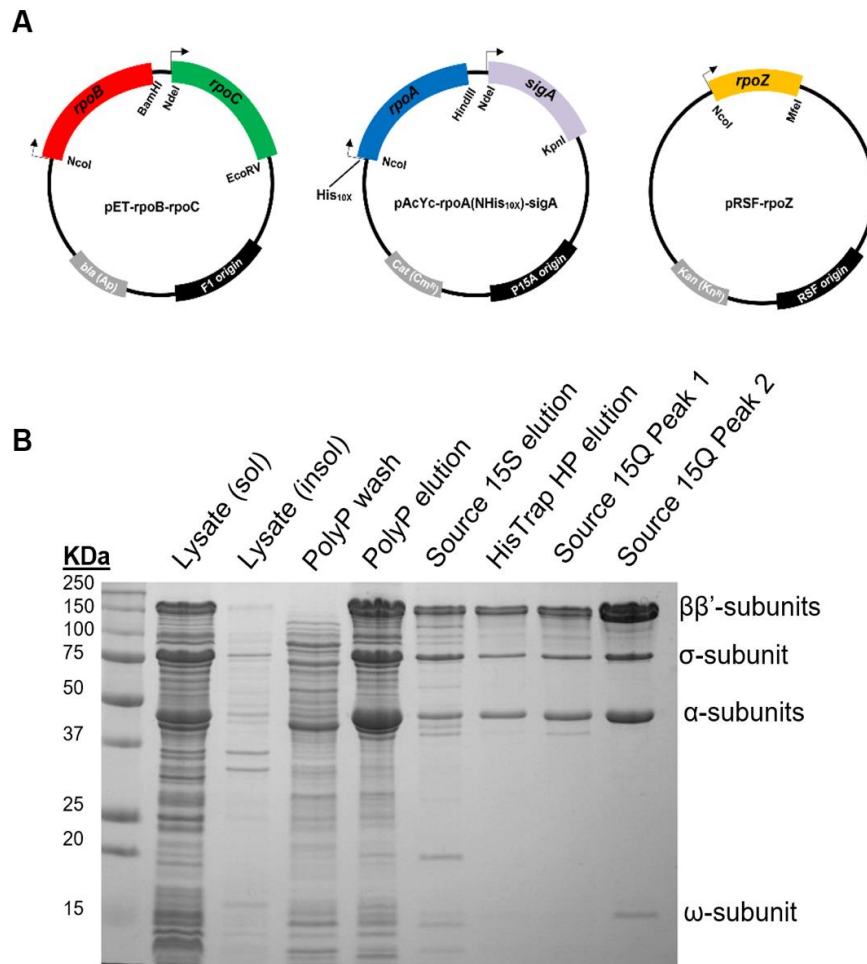 A
rpoB
BamHI
NdeI
rpoC
NcoI
EcoRV
pET-rpoB-rpoC
bla (Ap)
F1 origin
rpoA
HindIII
NdeI
sigA
KpnI
NcoI
His10X
pAcYc-rpoA(NHis10X)-sigA
Cat (CmR)
P15A origin
rpoZ
NcoI
MfeI
pRSF-rpoZ
Kan (KnR)
RSF origin
B
Lysate (sol)
Lysate (insol)
PolyP wash
PolyP elution
Source 15S elution
HisTrap HP elution
Source 15Q Peak 1
Source 15Q Peak 2
KDa
250
150
100
75
50
37
25
20
15
ββ’-subunits
σ-subunit
α-subunits
ω-subunit